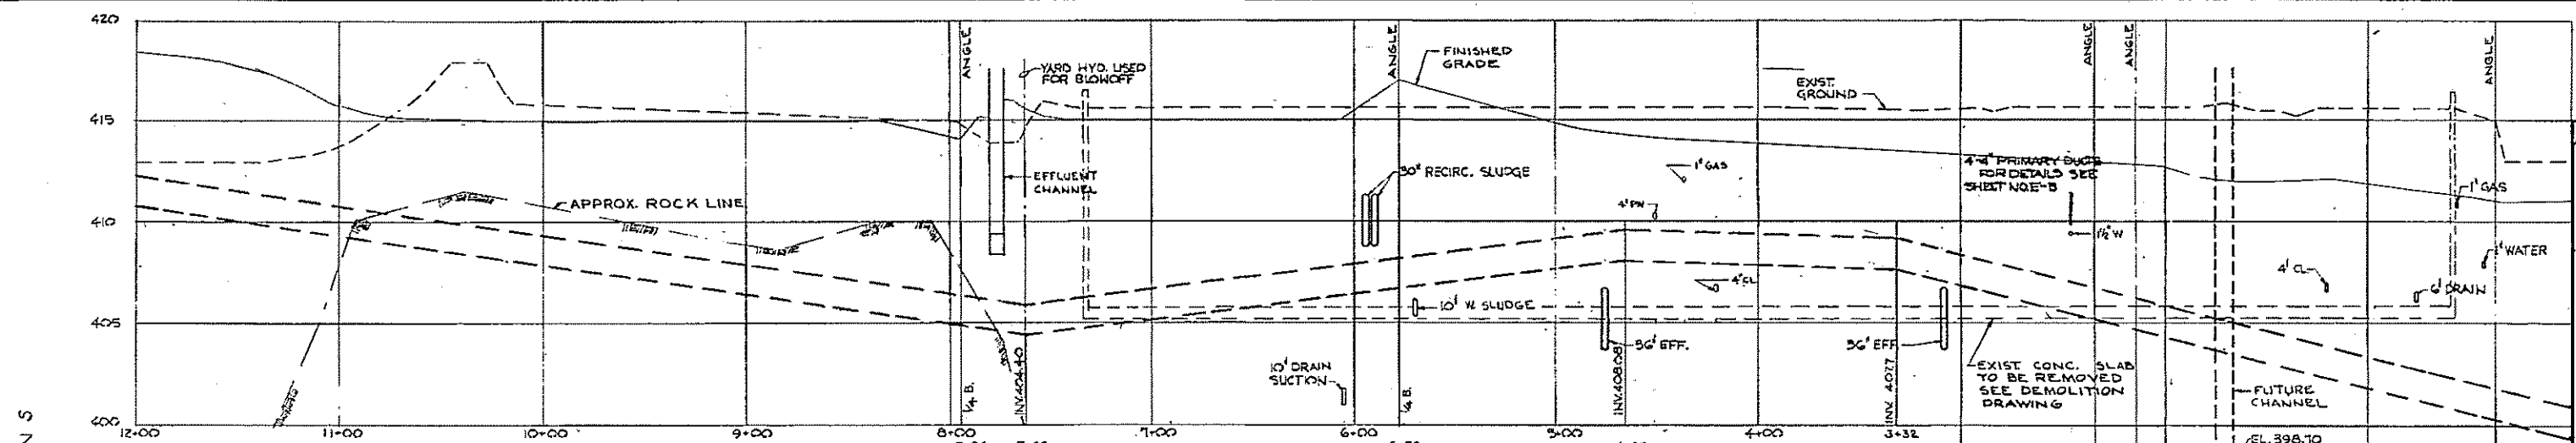 420
415
410
405
400
ANGLE
YARD HYD. USED
FOR BLOWOFF
EFFLUENT
CHANNEL
APPROX. ROCK LINE
ANGLE
FINISHED
GRADE
30" RECIRC. SLUDGE
1" GAS
4" PW
4" CL
10" W. SLUDGE
10" DRAIN
SUCTION
36" EFF.
36" EFF.
EXIST.
GROUND
ANGLE
ANGLE
ANGLE
4-4" PRIMARY DUCTS
FOR DETAILS SEE
SHEET NO. E-5
1½" W
1" GAS
1" WATER
4" CL
6" DRAIN
EXIST. CONC. SLAB
TO BE REMOVED
SEE DEMOLITION
DRAWING
FUTURE
CHANNEL
¼ B.
INV. 404.40
¼ B.
INV. 408.08
INV. 407.7
EL. 398.70
12+00
11+00
10+00
9+00
8+00
7+00
6+00
5+00
4+00
3+32